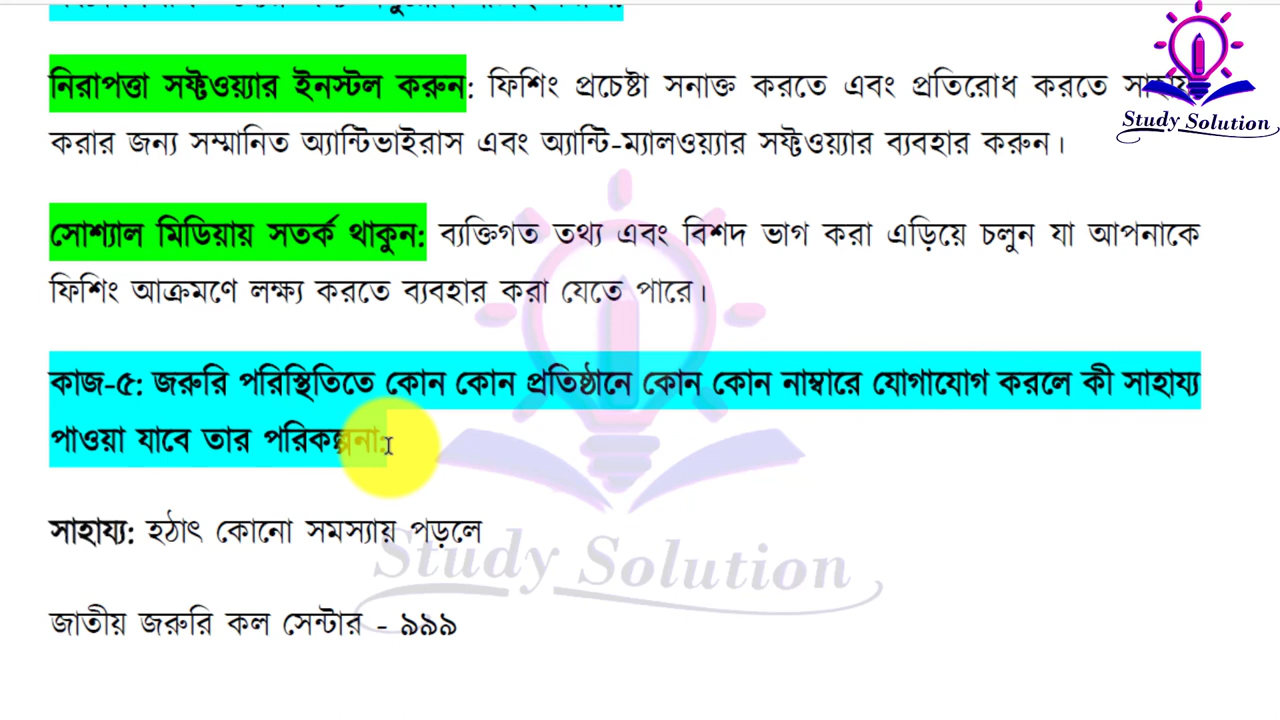 নিরাপত্তা সফ্টওয়্যার ইনস্টল করুন: ফিশিং প্রচেষ্টা সনাক্ত করতে এবং প্রতিরোধ করতে সাহায্য
করার জন্য সম্মানিত অ্যান্টিভাইরাস এবং অ্যান্টি-ম্যালওয়্যার সফ্টওয়্যার ব্যবহার করুন।
সোশ্যাল মিডিয়ায় সতর্ক থাকুন: ব্যক্তিগত তথ্য এবং বিশদ ভাগ করা এড়িয়ে চলুন যা আপনাকে
ফিশিং আক্রমণে লক্ষ্য করতে ব্যবহার করা যেতে পারে।
কাজ-৫: জরুরি পরিস্থিতিতে কোন কোন প্রতিষ্ঠানে কোন কোন নাম্বারে যোগাযোগ করলে কী সাহায্য
পাওয়া যাবে তার পরিকল্পনা:
সাহায্য: হঠাৎ কোনো সমস্যায় পড়লে
জাতীয় জরুরি কল সেন্টার - ৯৯৯
Study Solution
Study Solution